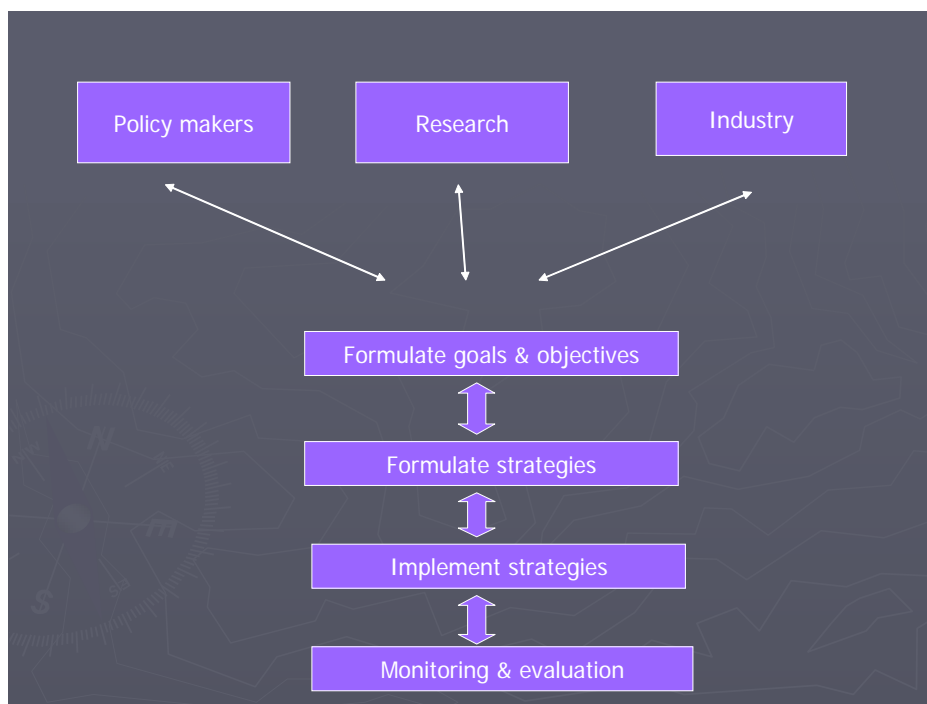 Policy makers
Research
Industry
Formulate goals & objectives
Formulate strategies
Implement strategies
Monitoring & evaluation
N
E
S